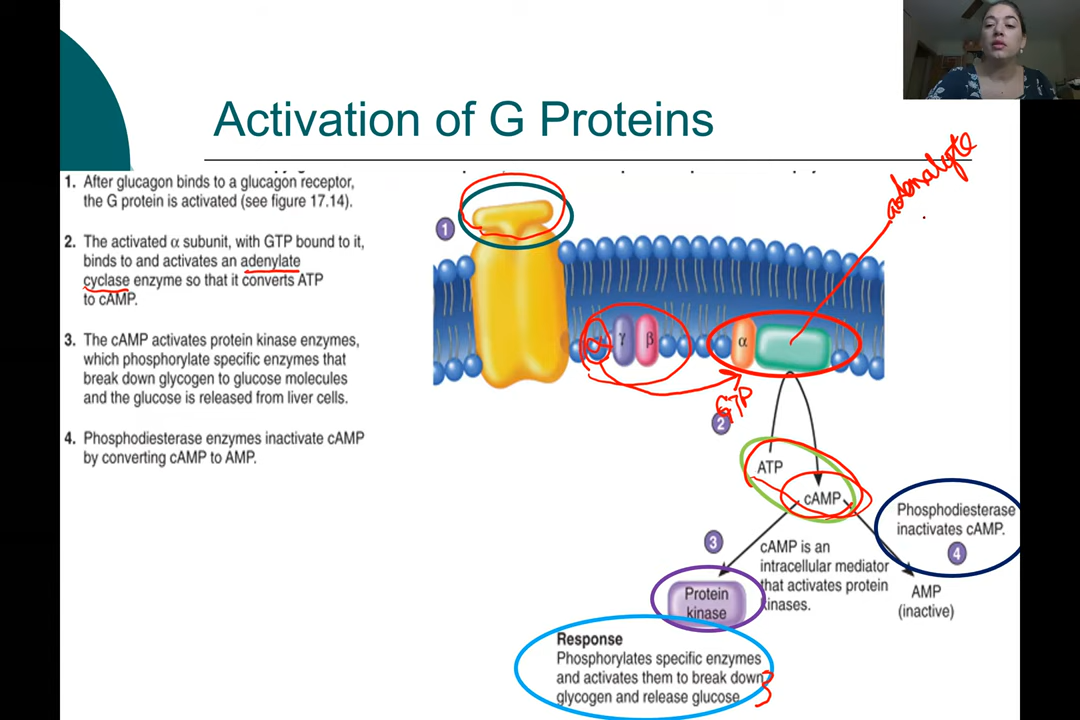 Activation of G Proteins
1. After glucagon binds to a glucagon receptor,
the G protein is activated (see figure 17.14).
2. The activated α subunit, with GTP bound to it,
binds to and activates an adenylate
cyclase enzyme so that it converts ATP
to cAMP.
3. The cAMP activates protein kinase enzymes,
which phosphorylate specific enzymes that
break down glycogen to glucose molecules
and the glucose is released from liver cells.
4. Phosphodiesterase enzymes inactivate cAMP
by converting cAMP to AMP.
adenalyte
1
α
γ
β
α
GTP
2
ATP
cAMP
Phosphodiesterase
inactivates cAMP.
4
3
cAMP is an
intracellular mediator
that activates protein
kinases.
AMP
(inactive)
Protein
kinase
Response
Phosphorylates specific enzymes
and activates them to break down
glycogen and release glucose